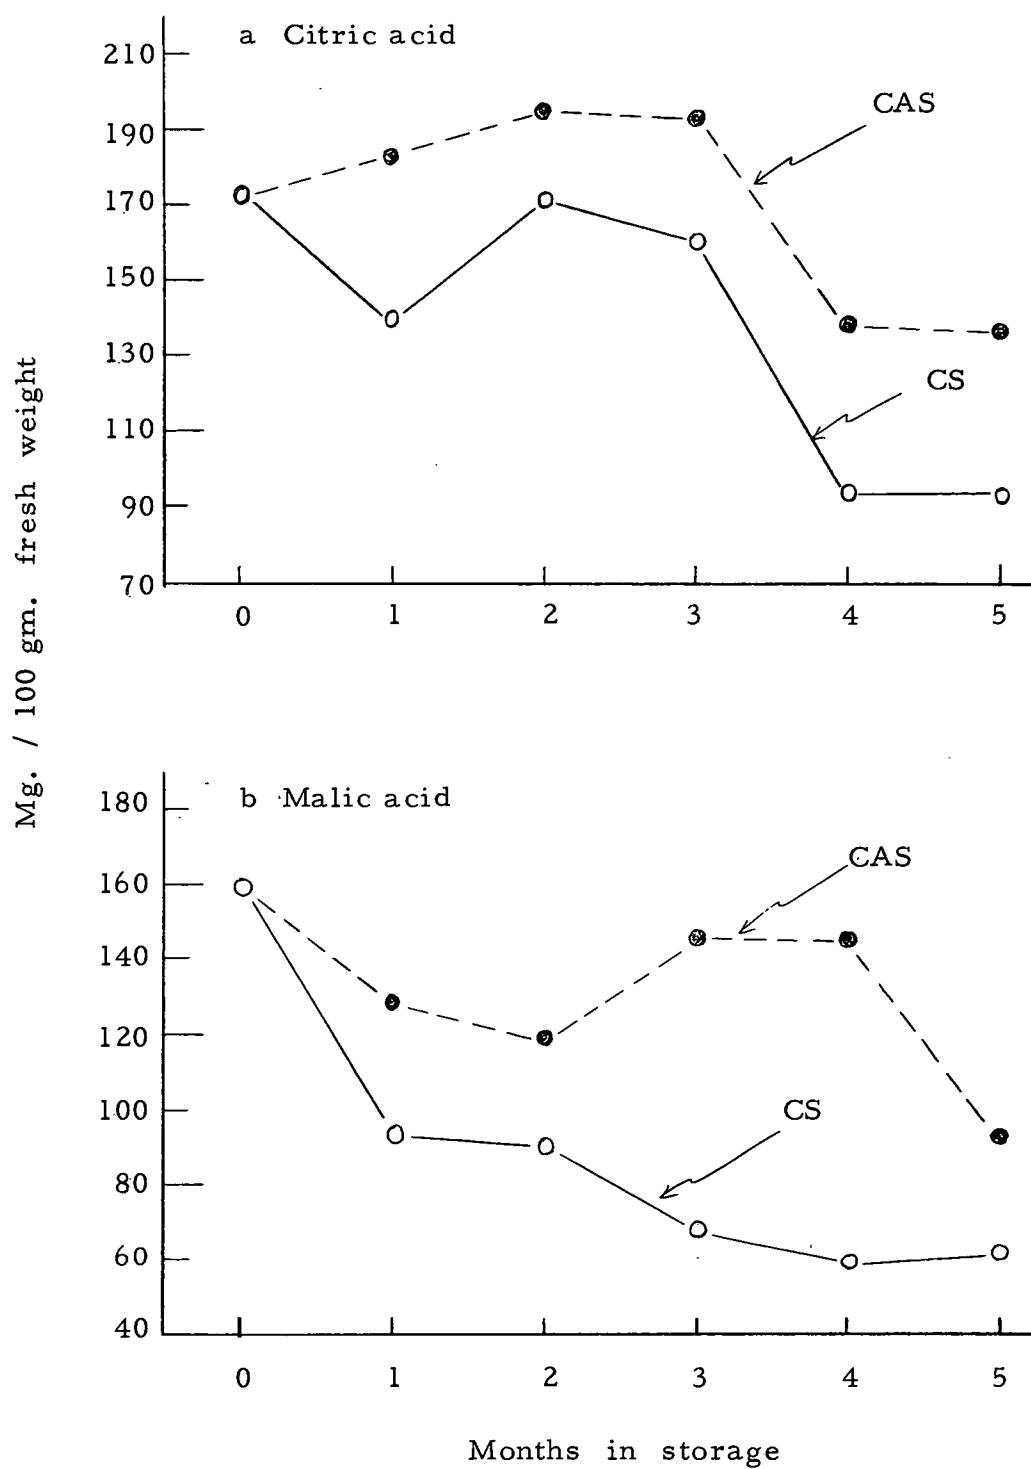 a Citric acid
210
190
170
150
130
110
90
70
CAS
CS
0 1 2 3 4 5
Mg. / 100 gm. fresh weight
b Malic acid
180
160
140
120
100
80
60
40
CAS
CS
0 1 2 3 4 5
Months in storage